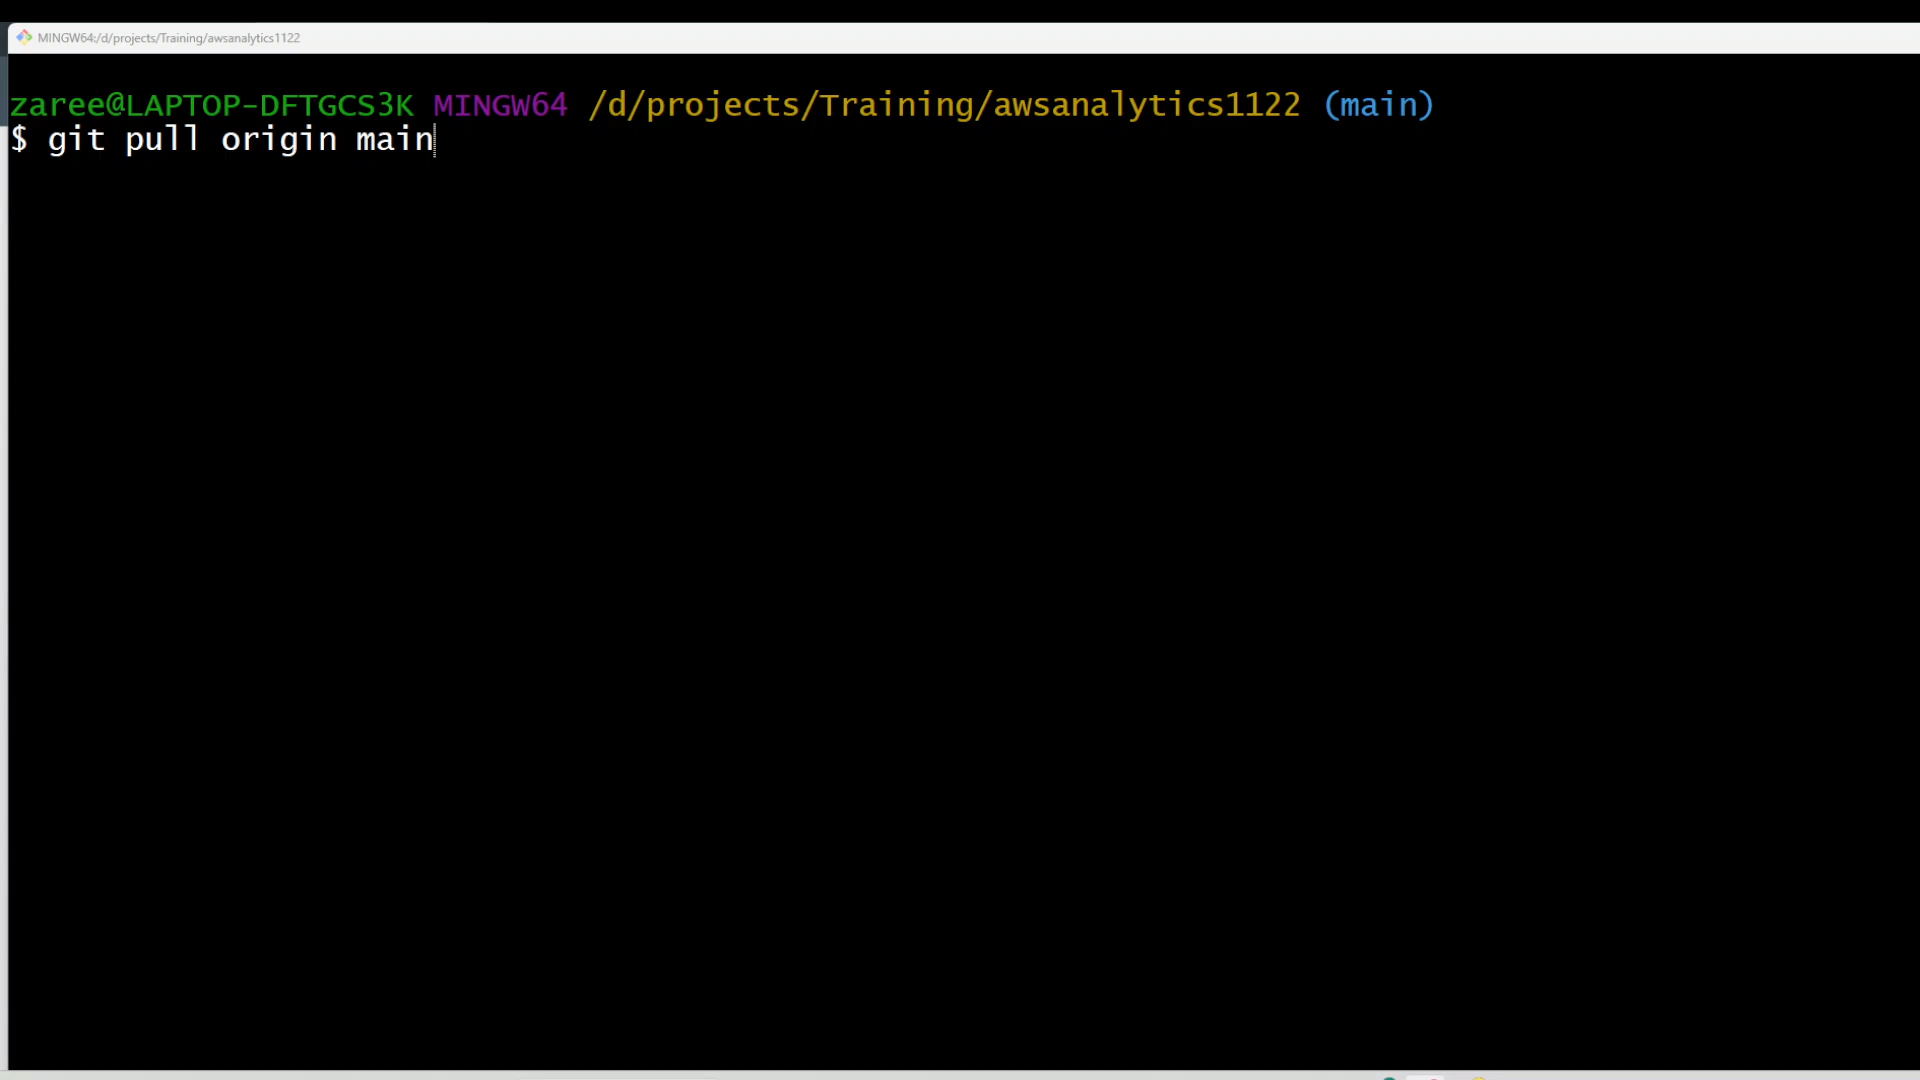 MINGW64:/d/projects/Training/awsanalytics1122
zaree@LAPTOP-DFTGCS3K MINGW64 /d/projects/Training/awsanalytics1122 (main)
$ git pull origin main